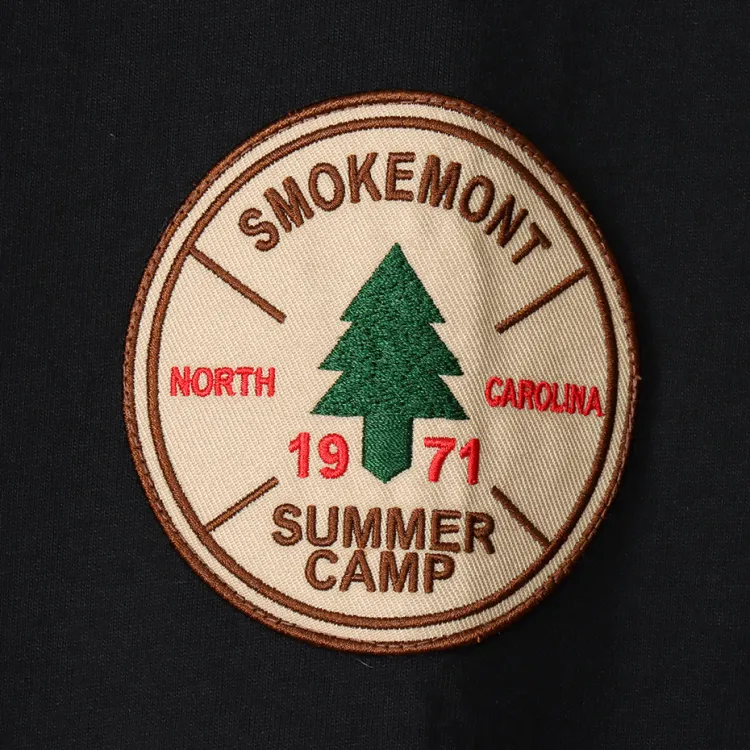 SMOKEMONT
NORTH CAROLINA
19 71
SUMMER
CAMP